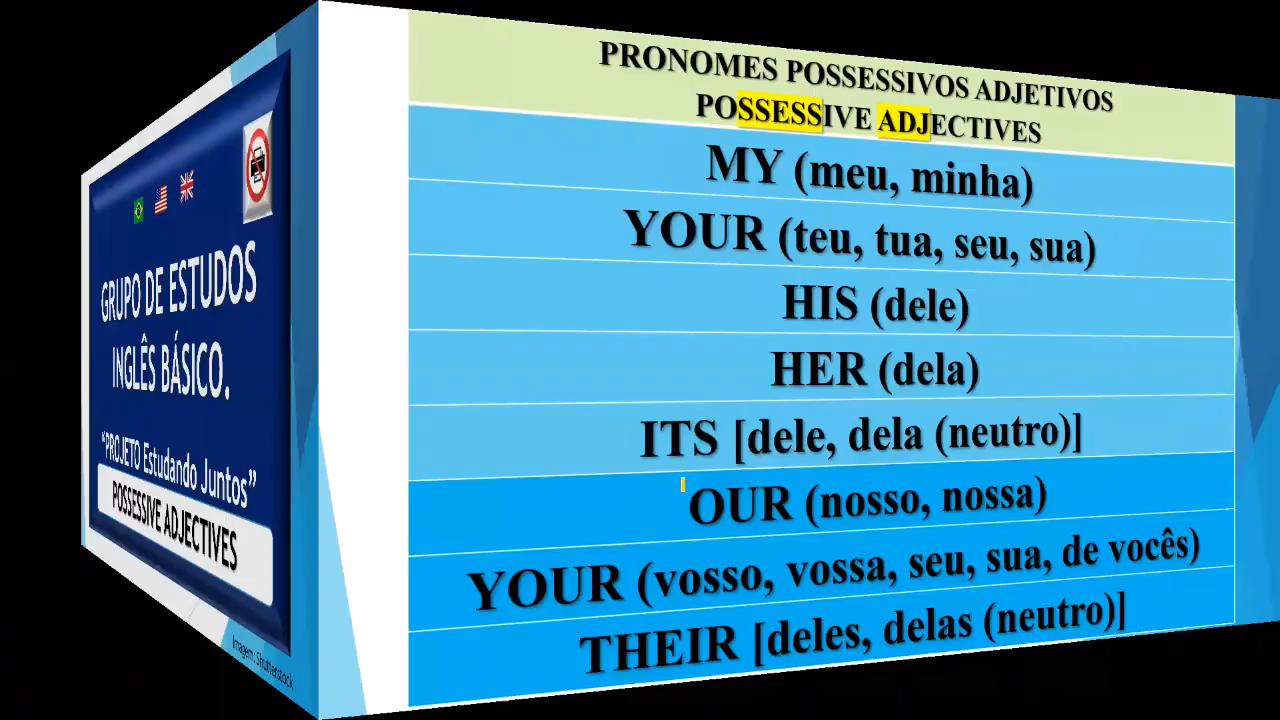 GRUPO DE ESTUDOS
INGLÊS BÁSICO.
“PROJETO Estudando Juntos”
POSSESSIVE ADJECTIVES
Imagem: Shutterstock
PRONOMES POSSESSIVOS ADJETIVOS
POSSESSIVE ADJECTIVES
MY (meu, minha)
YOUR (teu, tua, seu, sua)
HIS (dele)
HER (dela)
ITS [dele, dela (neutro)]
OUR (nosso, nossa)
YOUR (vosso, vossa, seu, sua, de vocês)
THEIR [deles, delas (neutro)]